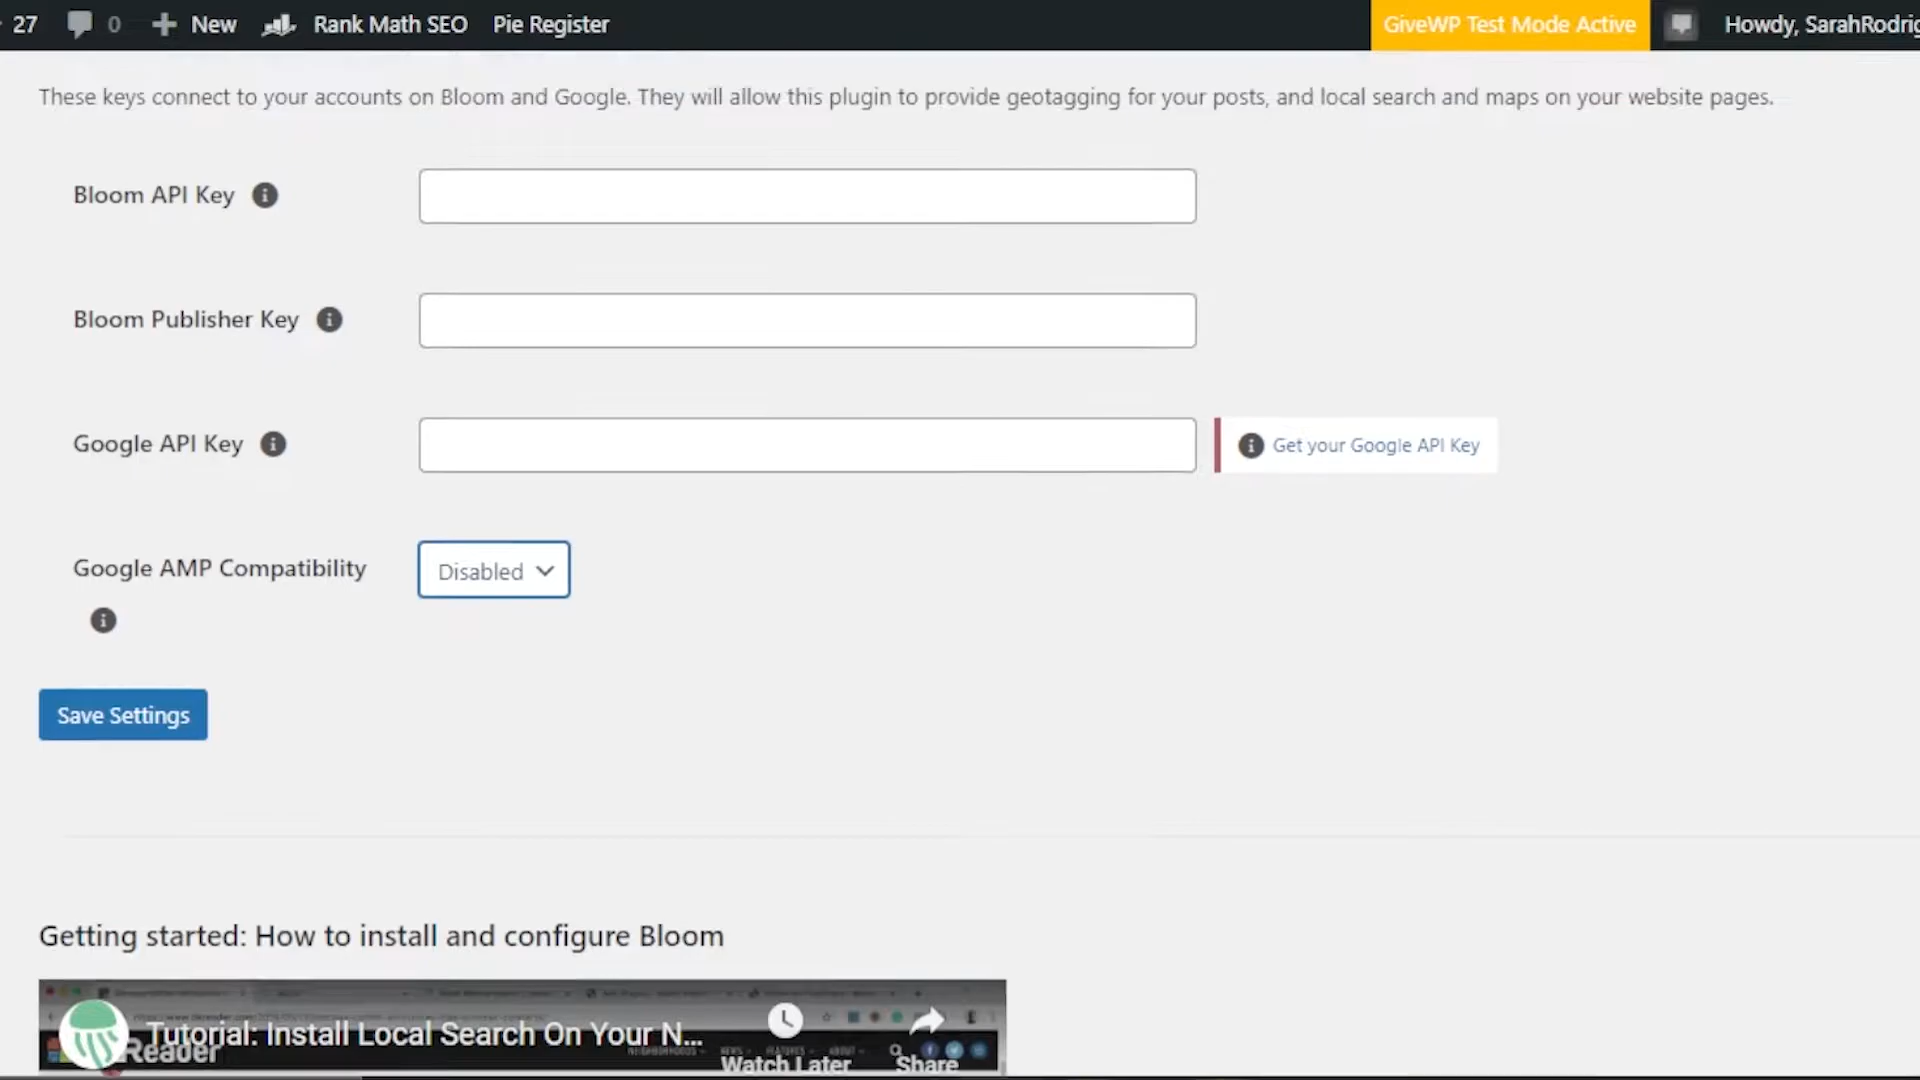 27 0 New Rank Math SEO Pie Register GiveWP Test Mode Active Howdy, SarahRodrig
These keys connect to your accounts on Bloom and Google. They will allow this plugin to provide geotagging for your posts, and local search and maps on your website pages.
Bloom API Key
Bloom Publisher Key
Google API Key Get your Google API Key
Google AMP Compatibility Disabled
Save Settings
Getting started: How to install and configure Bloom
Tutorial: Install Local Search On Your N...
Reader
Watch Later Share